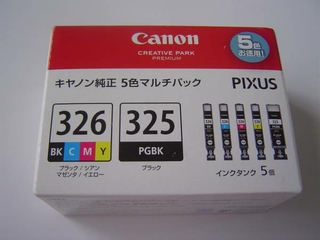 Canon
CREATIVE PARK
PREMIUM
5色
お徳用!
キヤノン純正 5色マルチパック
PIXUS
326
325
BK C M Y
PGBK
ブラック/シアン
マゼンタ/イエロー
ブラック
インクタンク 5個